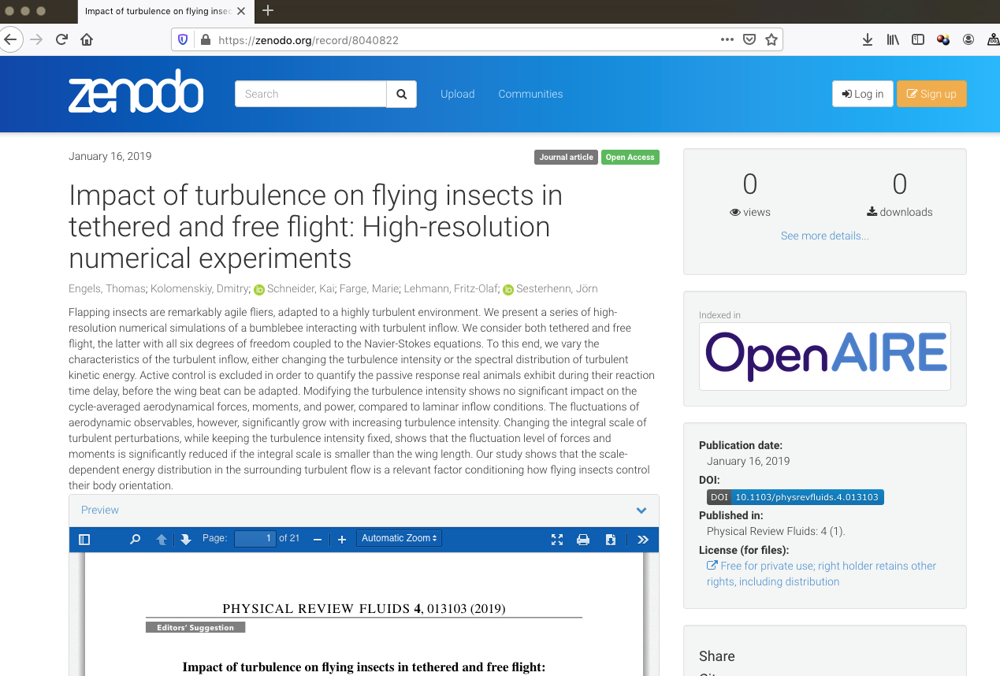 Impact of turbulence on flying insec
https://zenodo.org/record/8040822
zenodo
Search
Upload
Communities
Log in
Sign up
January 16, 2019
Journal article
Open Access
Impact of turbulence on flying insects in
tethered and free flight: High-resolution
numerical experiments
Engels, Thomas; Kolomenskiy, Dmitry; iD Schneider, Kai; Farge, Marie; Lehmann, Fritz-Olaf; iD Sesterhenn, Jörn
Flapping insects are remarkably agile fliers, adapted to a highly turbulent environment. We present a series of high-
resolution numerical simulations of a bumblebee interacting with turbulent inflow. We consider both tethered and free
flight, the latter with all six degrees of freedom coupled to the Navier-Stokes equations. To this end, we vary the
characteristics of the turbulent inflow, either changing the turbulence intensity or the spectral distribution of turbulent
kinetic energy. Active control is excluded in order to quantify the passive response real animals exhibit during their reaction
time delay, before the wing beat can be adapted. Modifying the turbulence intensity shows no significant impact on the
cycle-averaged aerodynamical forces, moments, and power, compared to laminar inflow conditions. The fluctuations of
aerodynamic observables, however, significantly grow with increasing turbulence intensity. Changing the integral scale of
turbulent perturbations, while keeping the turbulence intensity fixed, shows that the fluctuation level of forces and
moments is significantly reduced if the integral scale is smaller than the wing length. Our study shows that the scale-
dependent energy distribution in the surrounding turbulent flow is a relevant factor conditioning how flying insects control
their body orientation.
Preview
Page: 1 of 21
Automatic Zoom
PHYSICAL REVIEW FLUIDS 4, 013103 (2019)
Editors' Suggestion
Impact of turbulence on flying insects in tethered and free flight:
0
views
0
downloads
See more details...
Indexed in
OpenAIRE
Publication date:
January 16, 2019
DOI:
DOI 10.1103/physrevfluids.4.013103
Published in:
Physical Review Fluids: 4 (1).
License (for files):
Free for private use; right holder retains other
rights, including distribution
Share